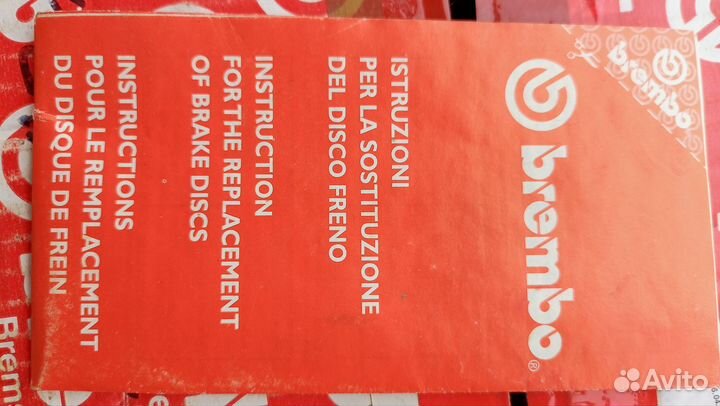 brembo
brembo
ISTRUZIONI
PER LA SOSTITUZIONE
DEL DISCO FRENO
INSTRUCTION
FOR THE REPLACEMENT
OF BRAKE DISCS
INSTRUCTIONS
POUR LE REMPLACEMENT
DU DISQUE DE FREIN
Brem
Avito